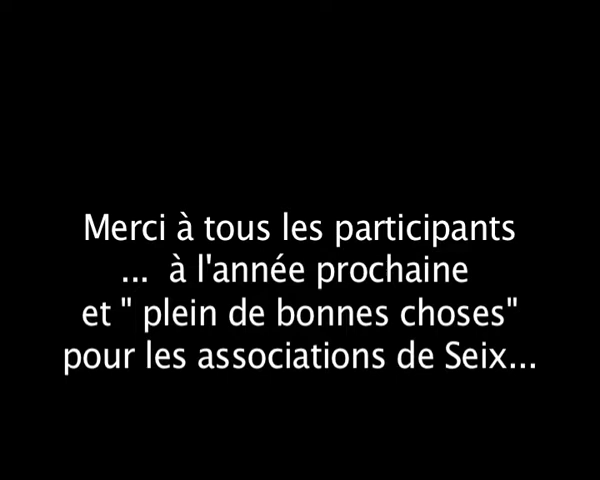 Merci à tous les participants
...  à l'année prochaine
et " plein de bonnes choses"
pour les associations de Seix...